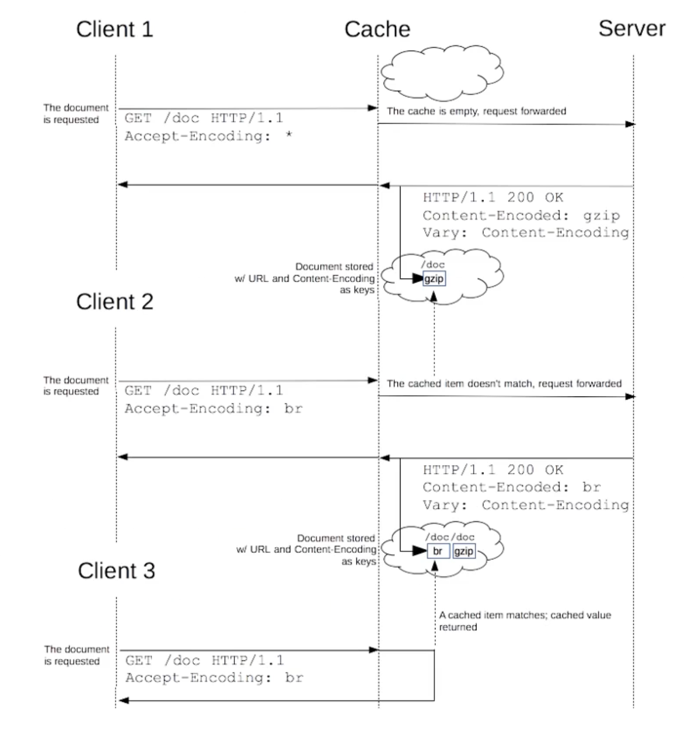 Client 1
Cache
Server
The document
is requested
GET /doc HTTP/1.1
Accept-Encoding: *
The cache is empty, request forwarded
HTTP/1.1 200 OK
Content-Encoded: gzip
Vary: Content-Encoding
Document stored
w/ URL and Content-Encoding
as keys
/doc
gzip
Client 2
The document
is requested
GET /doc HTTP/1.1
Accept-Encoding: br
The cached item doesn't match, request forwarded
HTTP/1.1 200 OK
Content-Encoded: br
Vary: Content-Encoding
Document stored
w/ URL and Content-Encoding
as keys
/doc /doc
br gzip
Client 3
A cached item matches; cached value
returned
The document
is requested
GET /doc HTTP/1.1
Accept-Encoding: br